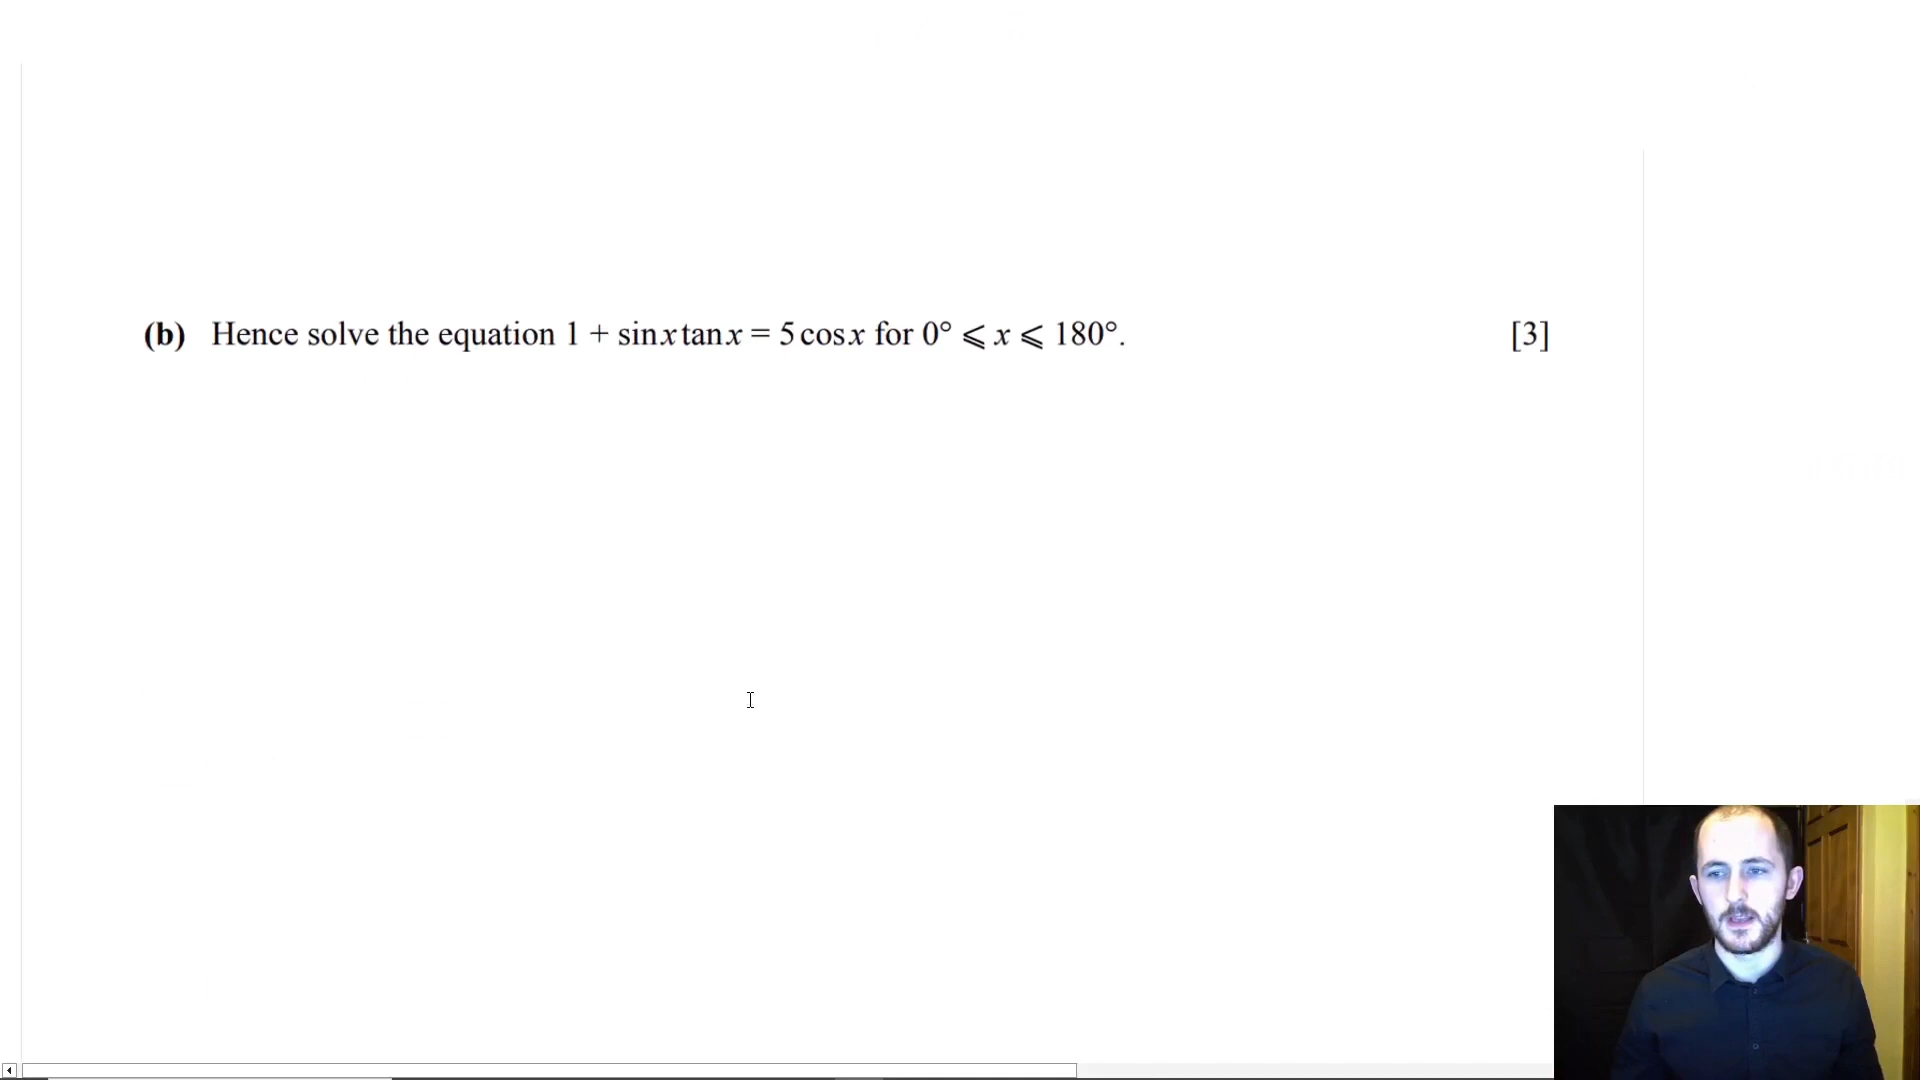 (b) Hence solve the equation 1 + sin x tan x = 5 cos x for 0° ⩽ x ⩽ 180°. [3]